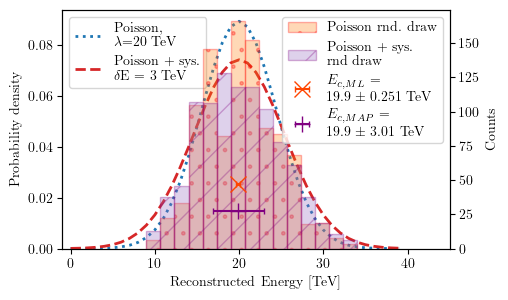 Poisson,
λ=20 TeV
Poisson + sys.
δE = 3 TeV
Poisson rnd. draw
Poisson + sys.
rnd draw
E_{c,ML} =
19.9 ± 0.251 TeV
E_{c,MAP} =
19.9 ± 3.01 TeV
Probability density
0.08
0.06
0.04
0.02
0.00
150
125
100
75
50
25
0
Counts
0 10 20 30 40
Reconstructed Energy [TeV]